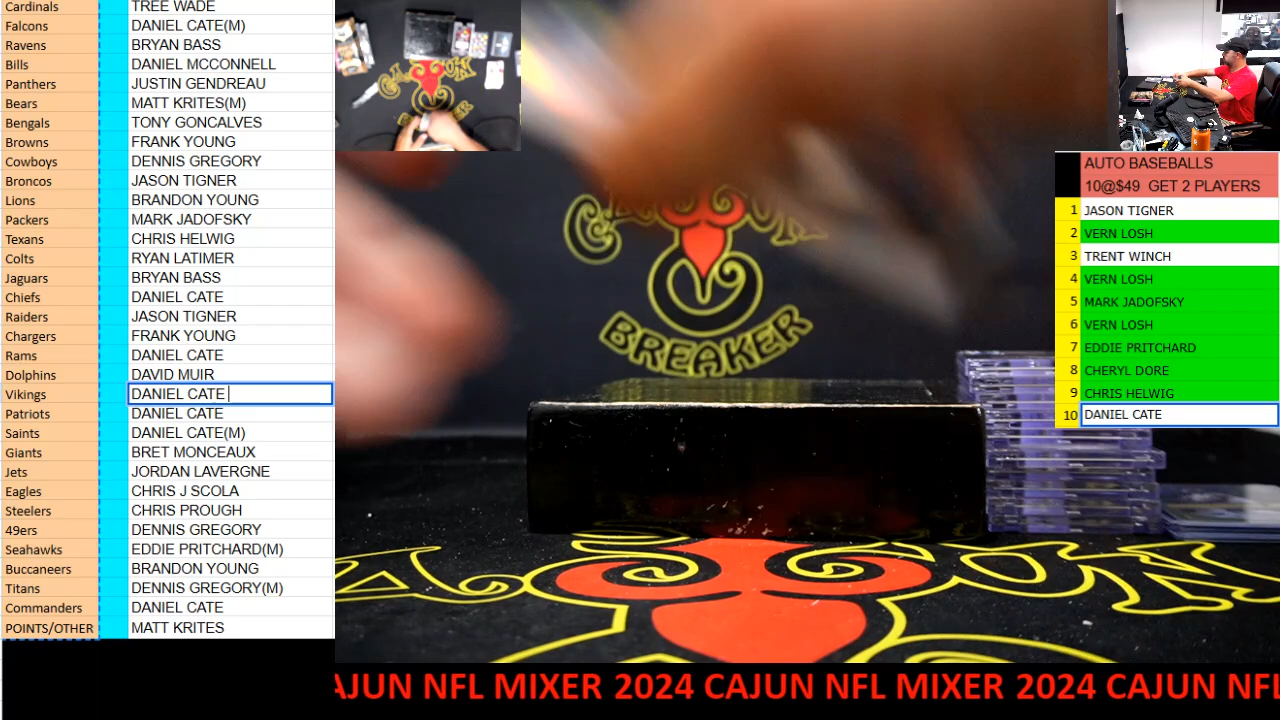 Cardinals TREE WADE
Falcons DANIEL CATE(M)
Ravens BRYAN BASS
Bills DANIEL MCCONNELL
Panthers JUSTIN GENDREAU
Bears MATT KRITES(M)
Bengals TONY GONCALVES
Browns FRANK YOUNG
Cowboys DENNIS GREGORY
Broncos JASON TIGNER
Lions BRANDON YOUNG
Packers MARK JADOFSKY
Texans CHRIS HELWIG
Colts RYAN LATIMER
Jaguars BRYAN BASS
Chiefs DANIEL CATE
Raiders JASON TIGNER
Chargers FRANK YOUNG
Rams DANIEL CATE
Dolphins DAVID MUIR
Vikings DANIEL CATE
Patriots DANIEL CATE
Saints DANIEL CATE(M)
Giants BRET MONCEAUX
Jets JORDAN LAVERGNE
Eagles CHRIS J SCOLA
Steelers CHRIS PROUGH
49ers DENNIS GREGORY
Seahawks EDDIE PRITCHARD(M)
Buccaneers BRANDON YOUNG
Titans DENNIS GREGORY(M)
Commanders DANIEL CATE
POINTS/OTHER MATT KRITES
BREAKER
AUTO BASEBALLS
10@$49 GET 2 PLAYERS
1 JASON TIGNER
2 VERN LOSH
3 TRENT WINCH
4 VERN LOSH
5 MARK JADOFSKY
6 VERN LOSH
7 EDDIE PRITCHARD
8 CHERYL DORE
9 CHRIS HELWIG
10 DANIEL CATE
AJUN NFL MIXER 2024 CAJUN NFL MIXER 2024 CAJUN NFL